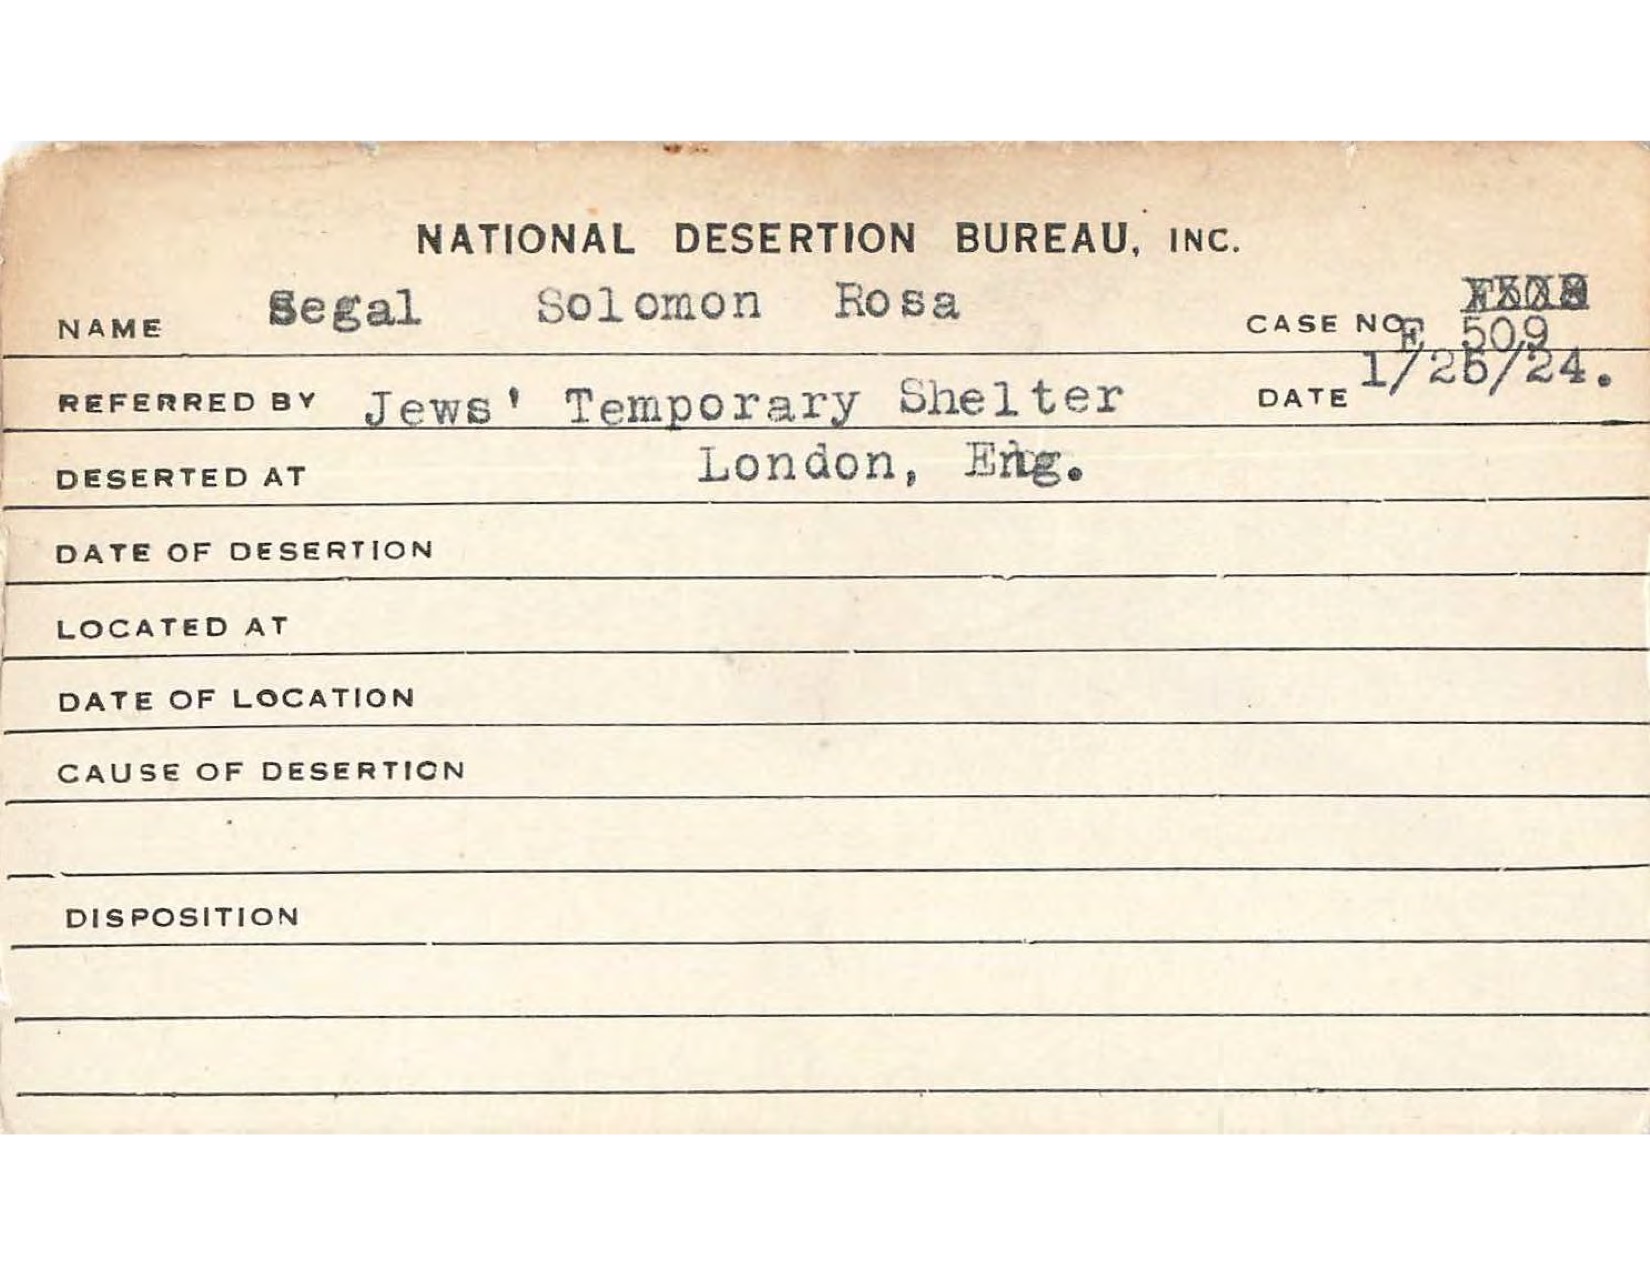 NATIONAL DESERTION BUREAU, INC.
NAME Segal Solomon Rosa CASE NO. E 509
REFERRED BY Jews' Temporary Shelter DATE 1/25/24.
DESERTED AT London, Eng.
DATE OF DESERTION
LOCATED AT
DATE OF LOCATION
CAUSE OF DESERTION
DISPOSITION